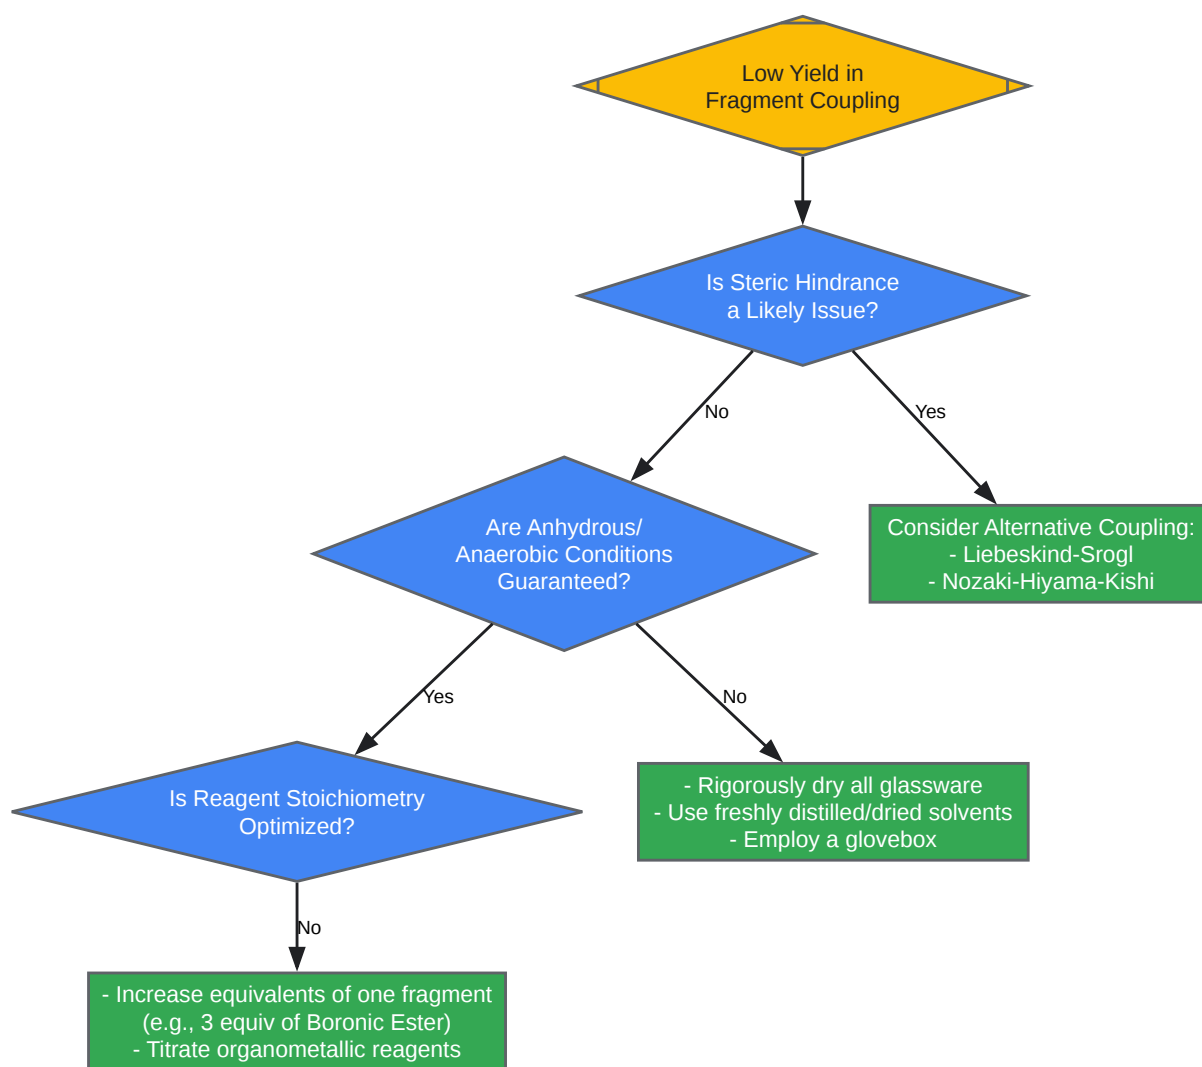 Low Yield in
Fragment Coupling
Is Steric Hindrance
a Likely Issue?
No
Yes
Are Anhydrous/
Anaerobic Conditions
Guaranteed?
Consider Alternative Coupling:
- Liebeskind-Srogl
- Nozaki-Hiyama-Kishi
Yes
No
Is Reagent Stoichiometry
Optimized?
- Rigorously dry all glassware
- Use freshly distilled/dried solvents
- Employ a glovebox
No
- Increase equivalents of one fragment
(e.g., 3 equiv of Boronic Ester)
- Titrate organometallic reagents